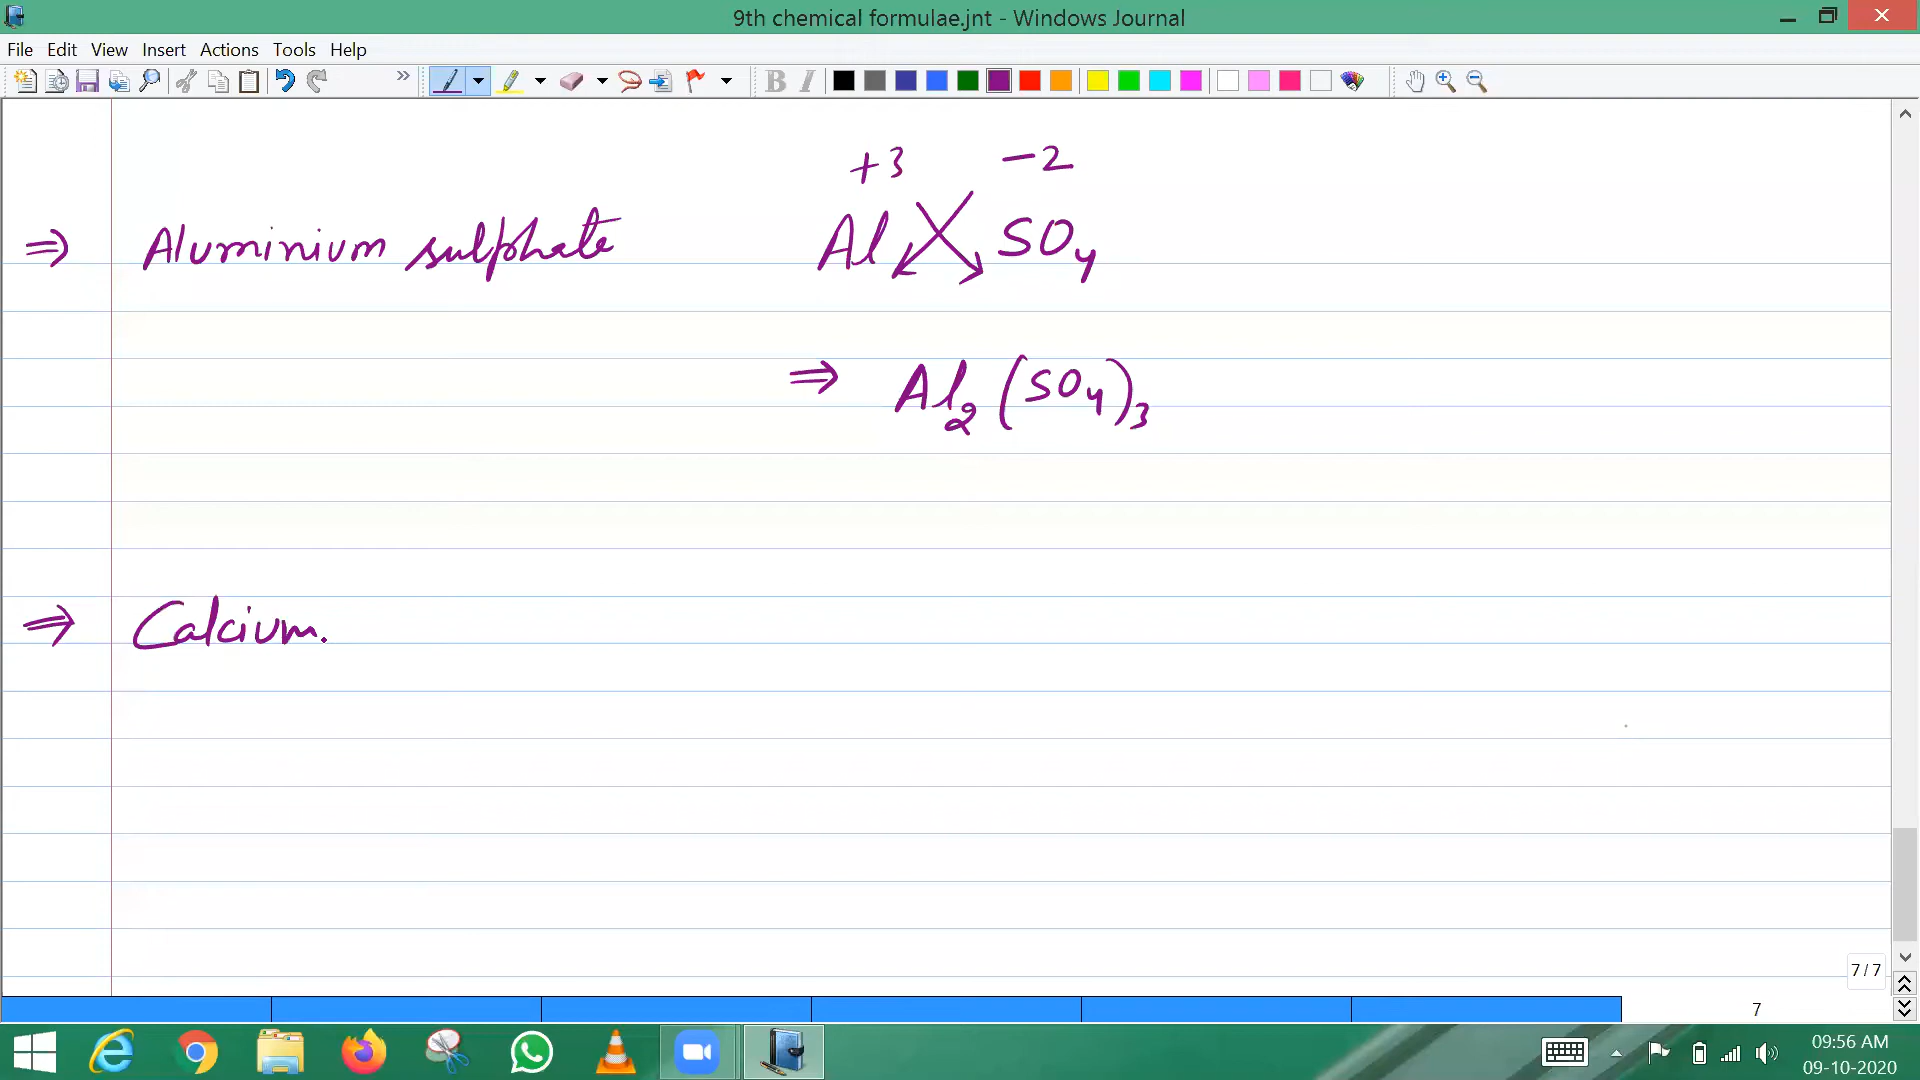 9th chemical formulae.jnt - Windows Journal
File Edit View Insert Actions Tools Help
» B I
+3 -2
⇒ Aluminium sulphate Al SO₄
⇒ Al₂(SO₄)₃
⇒ Calcium.
7 / 7
7
09:56 AM
09-10-2020